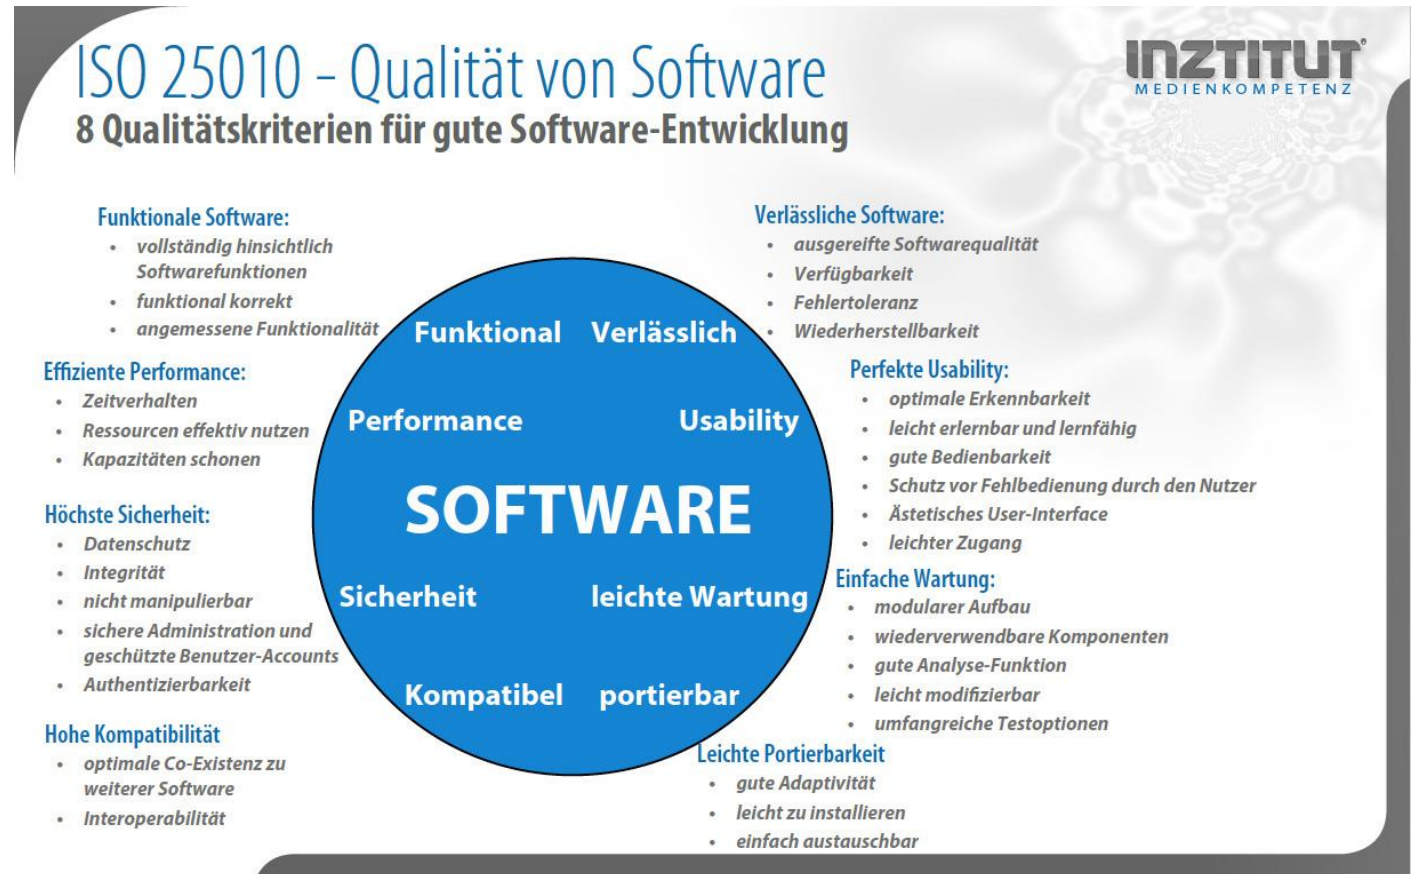 ISO 25010 – Qualität von Software
8 Qualitätskriterien für gute Software-Entwicklung
INZTITUT®
MEDIENKOMPETENZ
Funktionale Software:
• vollständig hinsichtlich
Softwarefunktionen
• funktional korrekt
• angemessene Funktionalität
Effiziente Performance:
• Zeitverhalten
• Ressourcen effektiv nutzen
• Kapazitäten schonen
Höchste Sicherheit:
• Datenschutz
• Integrität
• nicht manipulierbar
• sichere Administration und
geschützte Benutzer-Accounts
• Authentizierbarkeit
Hohe Kompatibilität
• optimale Co-Existenz zu
weiterer Software
• Interoperabilität
Funktional Verlässlich
Performance Usability
SOFTWARE
Sicherheit leichte Wartung
Kompatibel portierbar
Verlässliche Software:
• ausgereifte Softwarequalität
• Verfügbarkeit
• Fehlertoleranz
• Wiederherstellbarkeit
Perfekte Usability:
• optimale Erkennbarkeit
• leicht erlernbar und lernfähig
• gute Bedienbarkeit
• Schutz vor Fehlbedienung durch den Nutzer
• Ästetisches User-Interface
• leichter Zugang
Einfache Wartung:
• modularer Aufbau
• wiederverwendbare Komponenten
• gute Analyse-Funktion
• leicht modifizierbar
• umfangreiche Testoptionen
Leichte Portierbarkeit
• gute Adaptivität
• leicht zu installieren
• einfach austauschbar